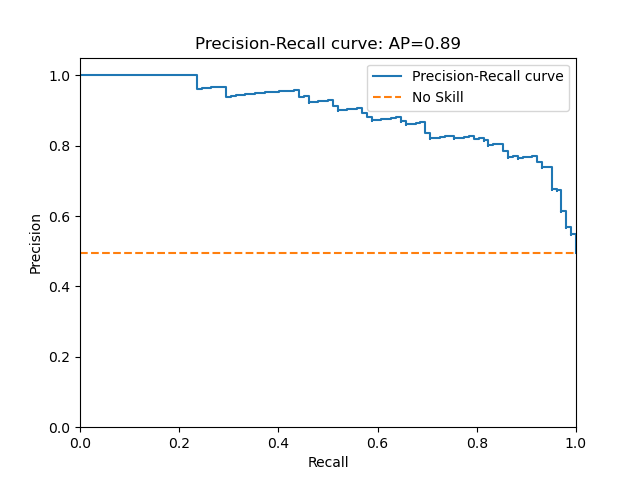 Precision-Recall curve: AP=0.89
Precision-Recall curve
No Skill
1.0
0.8
0.6
0.4
0.2
0.0
Precision
0.0 0.2 0.4 0.6 0.8 1.0
Recall